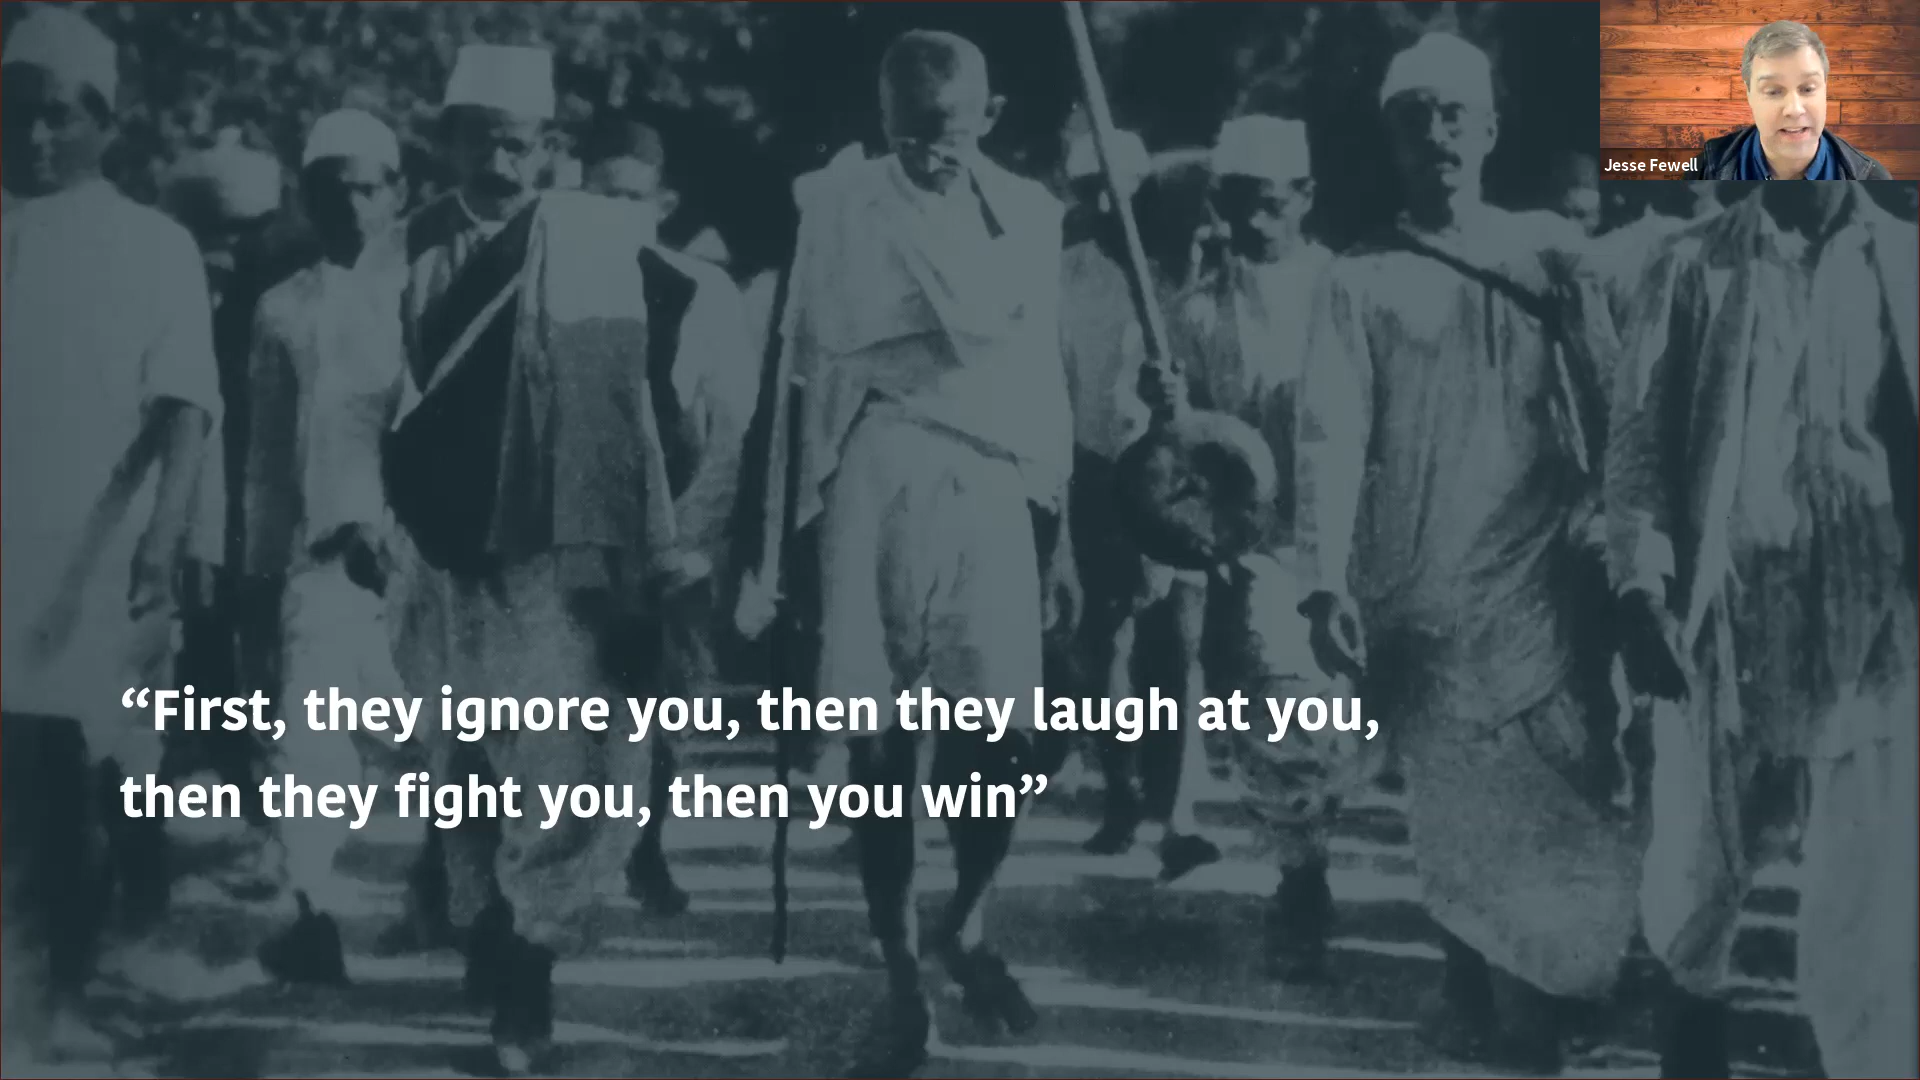 Jesse Fewell
“First, they ignore you, then they laugh at you,
then they fight you, then you win”